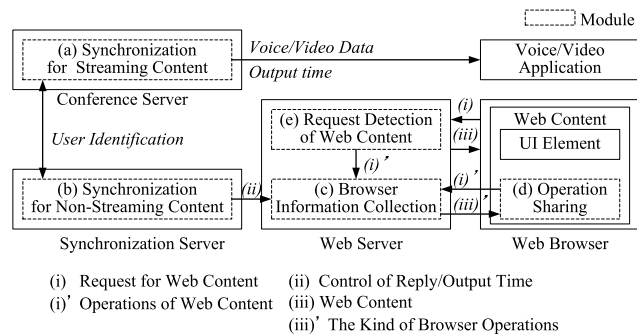 Module
(a) Synchronization
for Streaming Content
Conference Server
Voice/Video Data
Output time
Voice/Video
Application
User Identification
(b) Synchronization
for Non-Streaming Content
Synchronization Server
(ii)
(e) Request Detection
of Web Content
(i)’
(c) Browser
Information Collection
Web Server
(i)
(iii)
(i)’
(iii)’
Web Content
UI Element
(d) Operation
Sharing
Web Browser
(i) Request for Web Content
(i)’ Operations of Web Content
(ii) Control of Reply/Output Time
(iii) Web Content
(iii)’ The Kind of Browser Operations